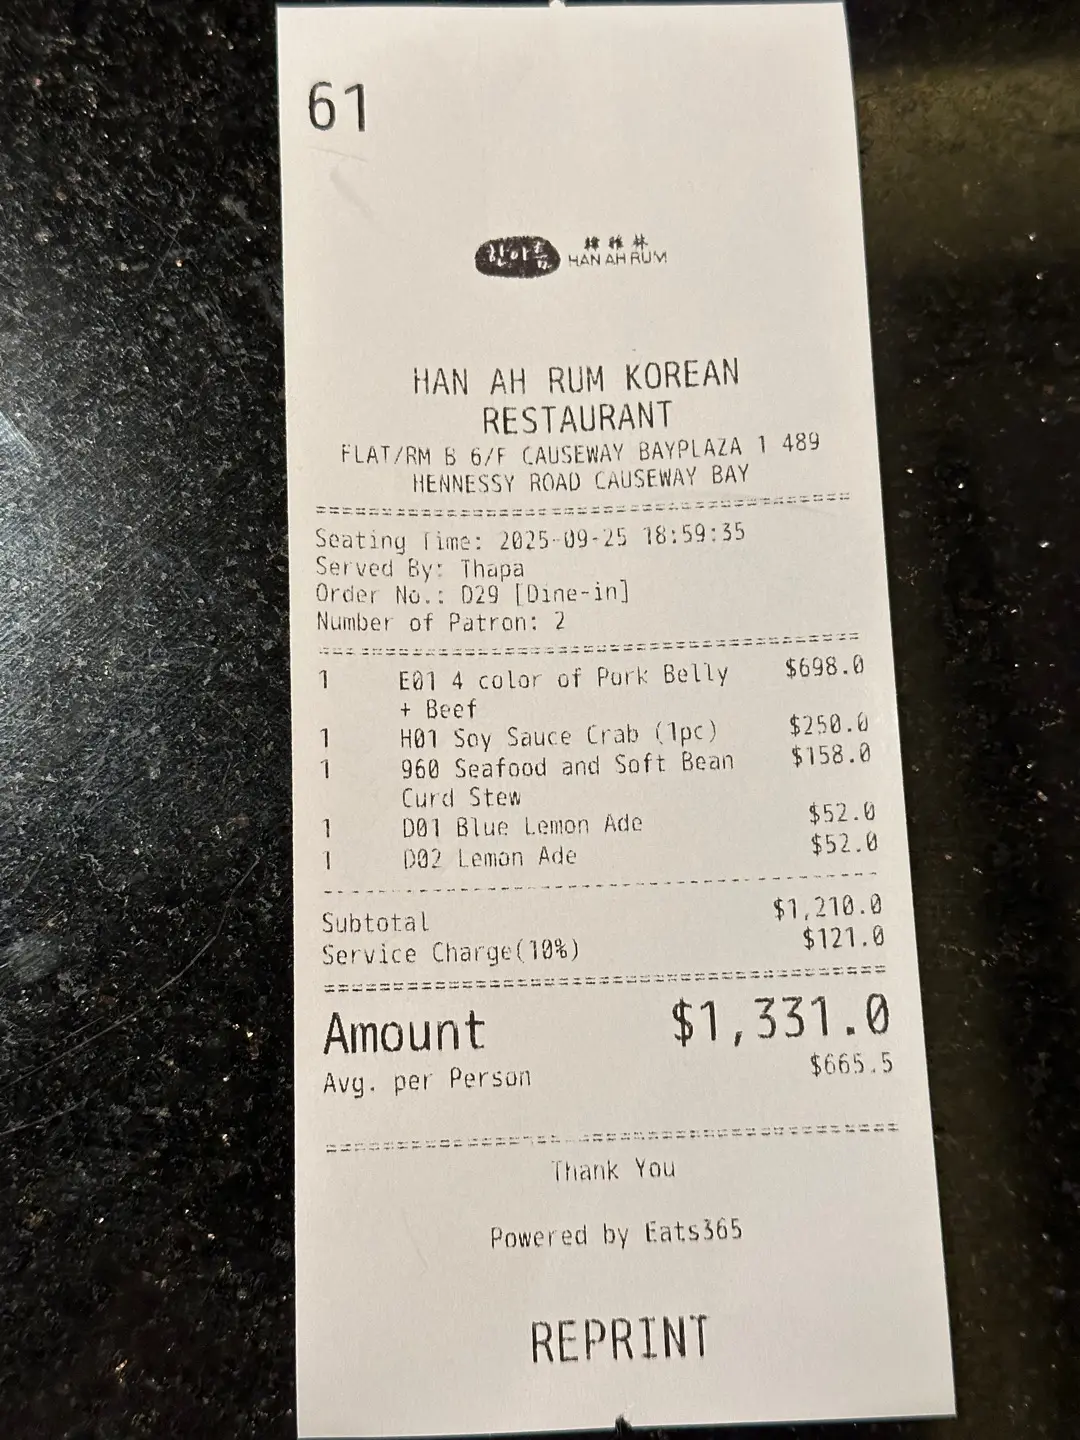 61
한아름 韓雅林
HAN AH RUM
HAN AH RUM KOREAN
RESTAURANT
FLAT/RM B 6/F CAUSEWAY BAYPLAZA 1 489
HENNESSY ROAD CAUSEWAY BAY
Seating Time: 2025-09-25 18:59:35
Served By: Thapa
Order No.: D29 [Dine-in]
Number of Patron: 2
1 E01 4 color of Pork Belly $698.0
+ Beef
1 H01 Soy Sauce Crab (1pc) $250.0
1 960 Seafood and Soft Bean $158.0
Curd Stew
1 D01 Blue Lemon Ade $52.0
1 D02 Lemon Ade $52.0
Subtotal $1,210.0
Service Charge(10%) $121.0
Amount $1,331.0
Avg. per Person $665.5
Thank You
Powered by Eats365
REPRINT